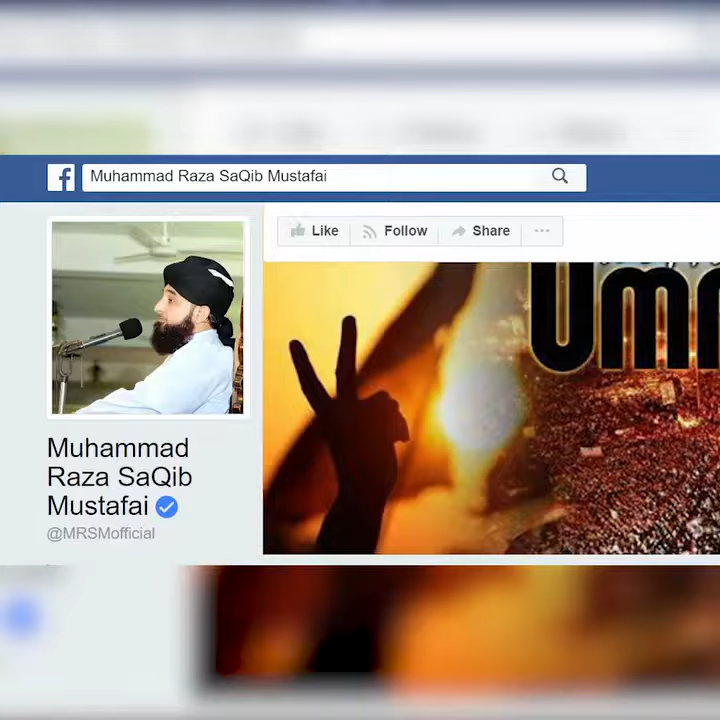 Muhammad Raza SaQib Mustafai
Like Follow Share
Muhammad
Raza SaQib
Mustafai
@MRSMofficial